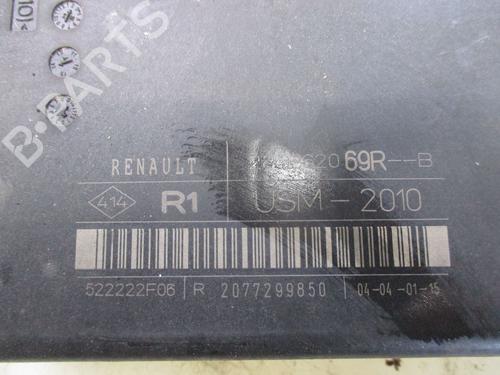 B-PARTS
RENAULT 69R--B
414 R1 USM-2010
522222F06 R 2077299850 04-04-01-15